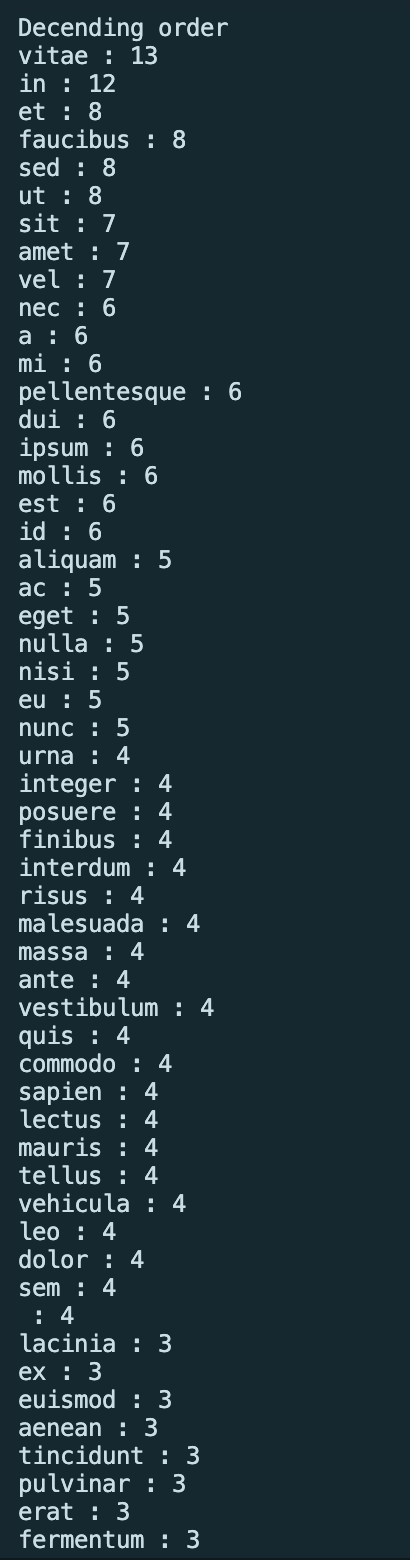 Decending order
vitae : 13
in : 12
et : 8
faucibus : 8
sed : 8
ut : 8
sit : 7
amet : 7
vel : 7
nec : 6
a : 6
mi : 6
pellentesque : 6
dui : 6
ipsum : 6
mollis : 6
est : 6
id : 6
aliquam : 5
ac : 5
eget : 5
nulla : 5
nisi : 5
eu : 5
nunc : 5
urna : 4
integer : 4
posuere : 4
finibus : 4
interdum : 4
risus : 4
malesuada : 4
massa : 4
ante : 4
vestibulum : 4
quis : 4
commodo : 4
sapien : 4
lectus : 4
mauris : 4
tellus : 4
vehicula : 4
leo : 4
dolor : 4
sem : 4
 : 4
lacinia : 3
ex : 3
euismod : 3
aenean : 3
tincidunt : 3
pulvinar : 3
erat : 3
fermentum : 3